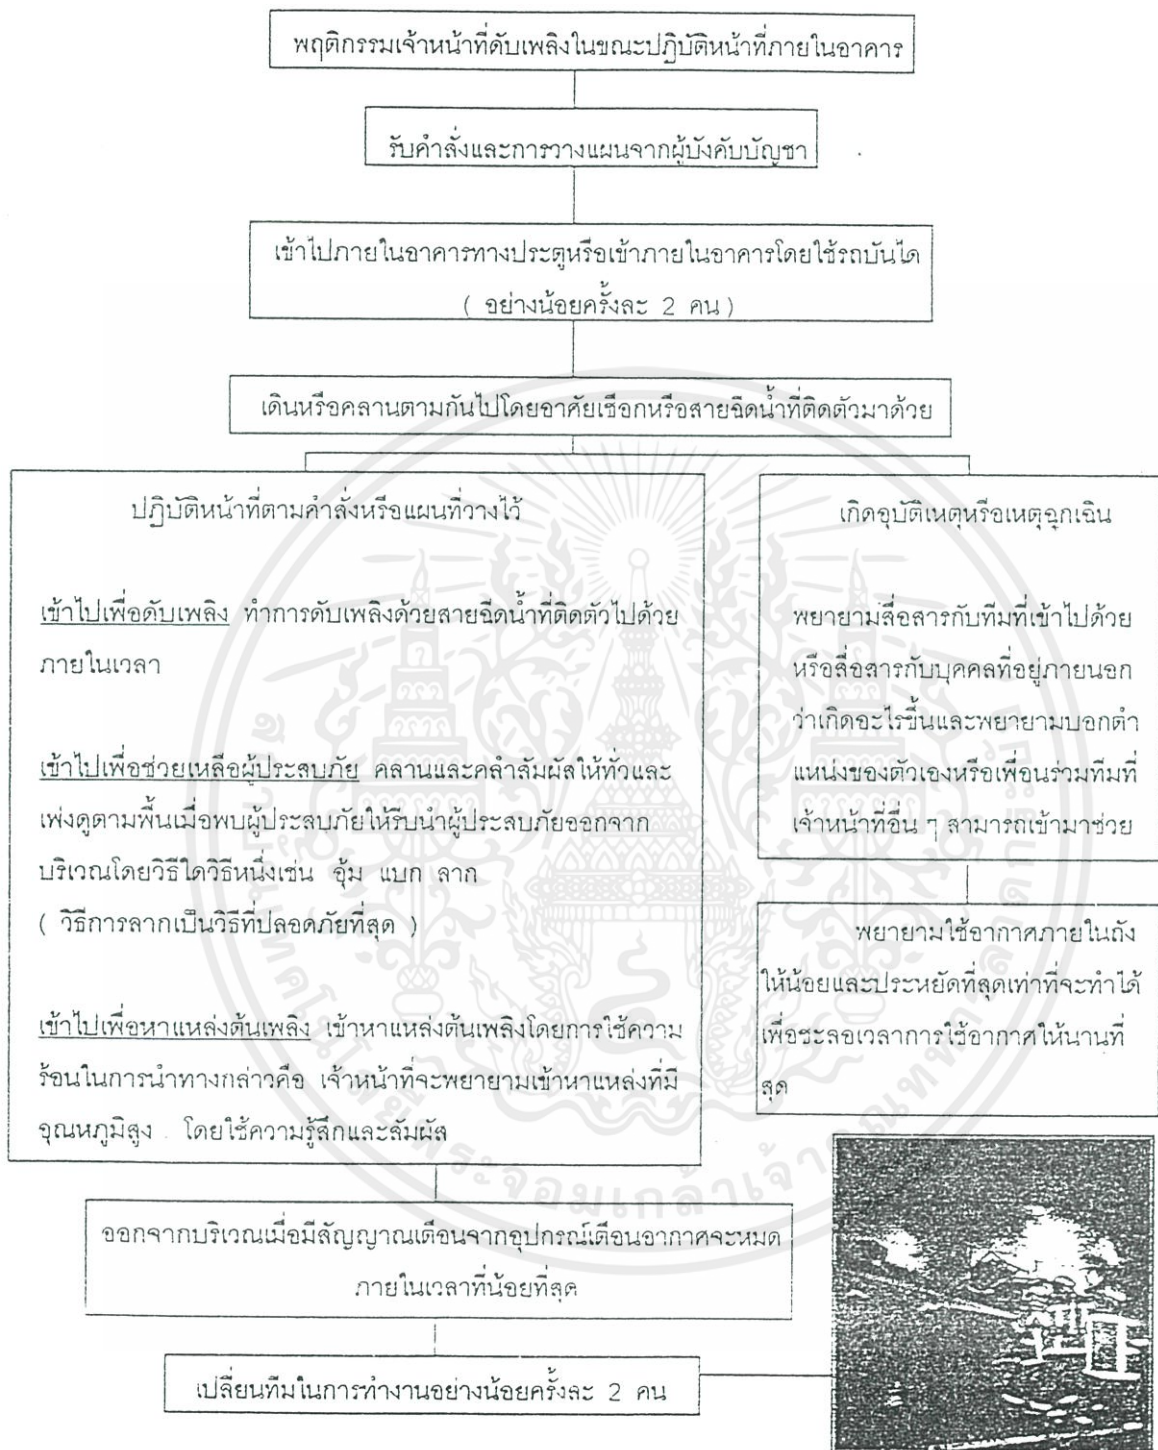 พฤติกรรมเจ้าหน้าที่ดับเพลิงในขณะปฏิบัติหน้าที่ภายในอาคาร
รับคำสั่งและการวางแผนจากผู้บังคับบัญชา
เข้าไปภายในอาคารทางประตูหรือเข้าภายในอาคารโดยใช้รถบันได
( อย่างน้อยครั้งละ 2 คน )
เดินหรือคลานตามกันไปโดยอาศัยเชือกหรือสายฉีดน้ำที่ติดตัวมาด้วย
ปฏิบัติหน้าที่ตามคำสั่งหรือแผนที่วางไว้
เข้าไปเพื่อดับเพลิง ทำการดับเพลิงด้วยสายฉีดน้ำที่ติดตัวไปด้วย
ภายในเวลา
เข้าไปเพื่อช่วยเหลือผู้ประสบภัย คลานและคลำสัมผัสให้ทั่วและ
เพ่งดูตามพื้นเมื่อพบผู้ประสบภัยให้รีบนำผู้ประสบภัยออกจาก
บริเวณโดยวิธีใดวิธีหนึ่งเช่น อุ้ม แบก ลาก
( วิธีการลากเป็นวิธีที่ปลอดภัยที่สุด )
เข้าไปเพื่อหาแหล่งต้นเพลิง เข้าหาแหล่งต้นเพลิงโดยการใช้ความ
ร้อนในการนำทางกล่าวคือ เจ้าหน้าที่จะพยายามเข้าหาแหล่งที่มี
อุณหภูมิสูง โดยใช้ความรู้สึกและสัมผัส
เกิดอุบัติเหตุหรือเหตุฉุกเฉิน
พยายามสื่อสารกับทีมที่เข้าไปด้วย
หรือสื่อสารกับบุคคลที่อยู่ภายนอก
ว่าเกิดอะไรขึ้นและพยายามบอกตำ
แหน่งของตัวเองหรือเพื่อนร่วมทีมที่
เจ้าหน้าที่อื่น ๆ สามารถเข้ามาช่วย
พยายามใช้อากาศภายในถัง
ให้น้อยและประหยัดที่สุดเท่าที่จะทำได้
เพื่อชะลอเวลาการใช้อากาศให้นานที่
สุด
ออกจากบริเวณเมื่อมีสัญญาณเตือนจากอุปกรณ์เตือนอากาศจะหมด
ภายในเวลาที่น้อยที่สุด
เปลี่ยนทีมในการทำงานอย่างน้อยครั้งละ 2 คน
สถาบันเทคโนโลยีพระจอมเกล้าเจ้าคุณทหารลาดกระบัง